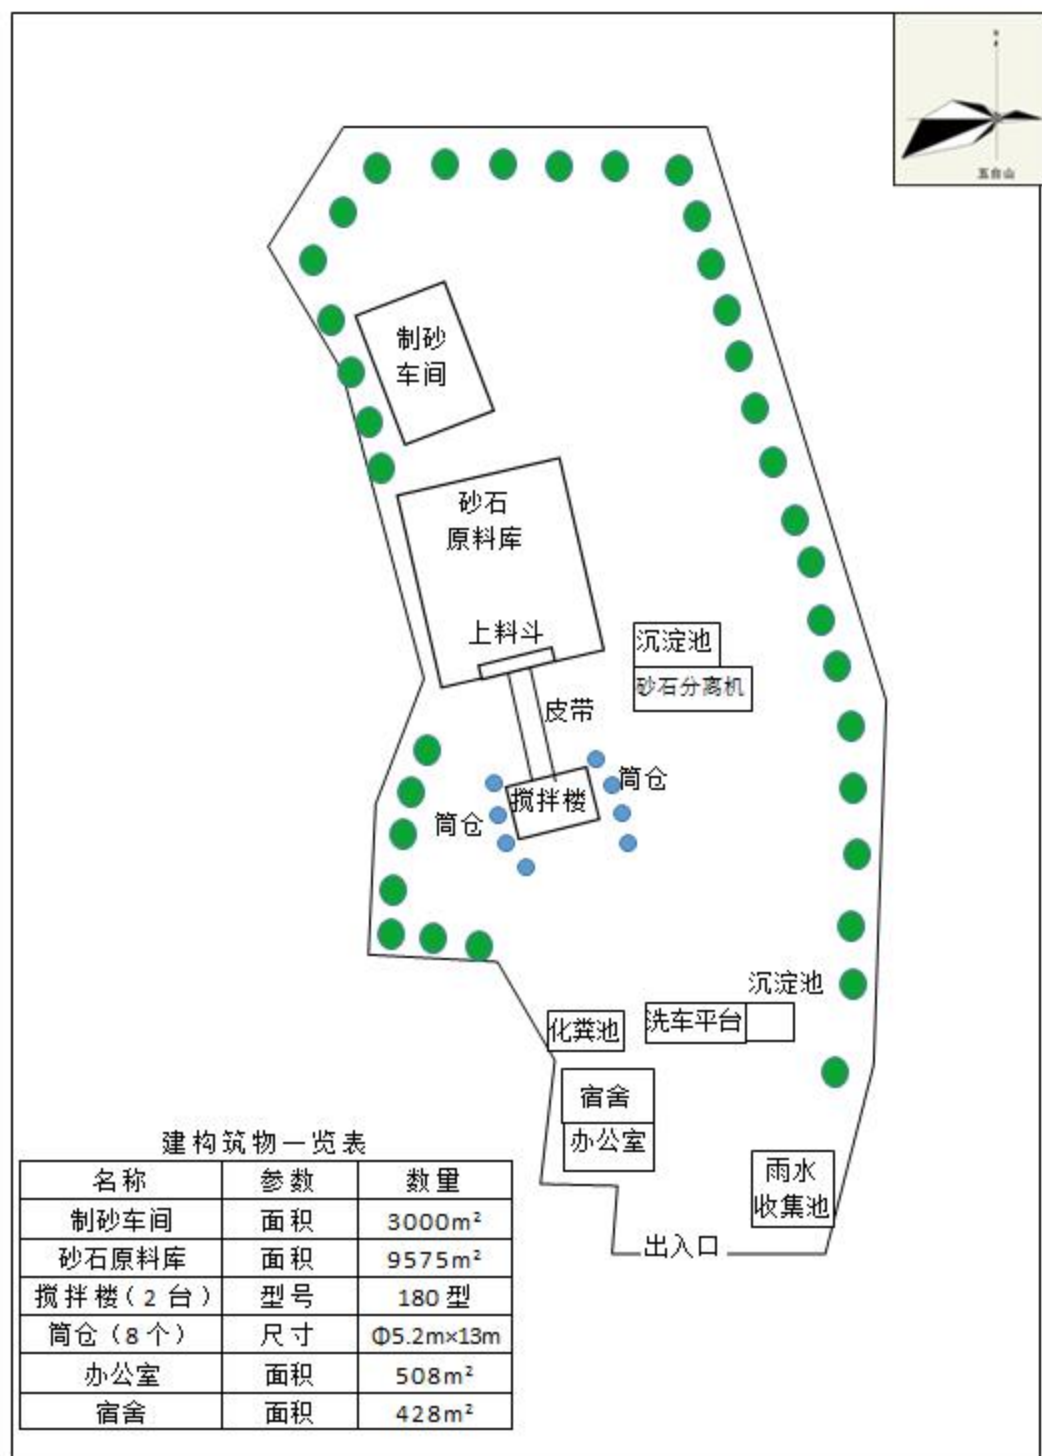 五台山
制砂
车间
砂石
原料库
上料斗
沉淀池
砂石分离机
皮带
筒仓
搅拌楼
筒仓
沉淀池
洗车平台
化粪池
宿舍
办公室
雨水
收集池
出入口
建构筑物一览表
名称 参数 数量
制砂车间 面积 3000m²
砂石原料库 面积 9575m²
搅拌楼（2 台） 型号 180 型
筒仓（8 个） 尺寸 Φ5.2m×13m
办公室 面积 508m²
宿舍 面积 428m²